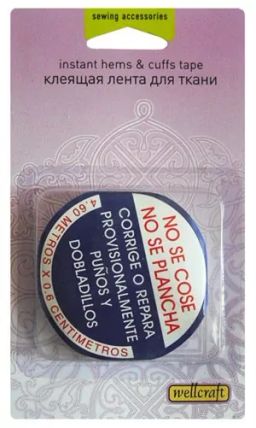 sewing accessories
instant hems & cuffs tape
клеящая лента для ткани
NO SE COSE
NO SE PLANCHA
CORRIGE O REPARA
PROVISIONALMENTE
PUÑOS Y
DOBLADILLOS
4.60 METROS X 0.6 CENTIMETROS
wellcraft